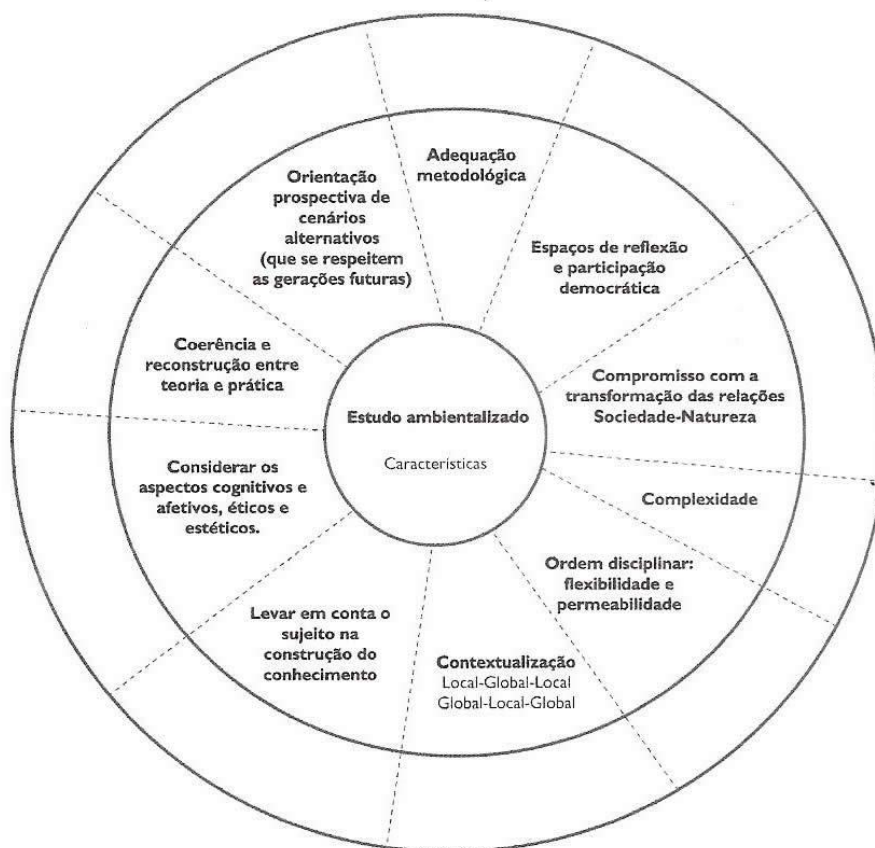 Adequação
metodológica
Espaços de reflexão
e participação
democrática
Compromisso com a
transformação das relações
Sociedade-Natureza
Complexidade
Ordem disciplinar:
flexibilidade e
permeabilidade
Contextualização
Local-Global-Local
Global-Local-Global
Levar em conta o
sujeito na
construção do
conhecimento
Considerar os
aspectos cognitivos e
afetivos, éticos e
estéticos.
Coerência e
reconstrução entre
teoria e prática
Orientação
prospectiva de
cenários
alternativos
(que se respeitem
as gerações futuras)
Estudo ambientalizado
Características